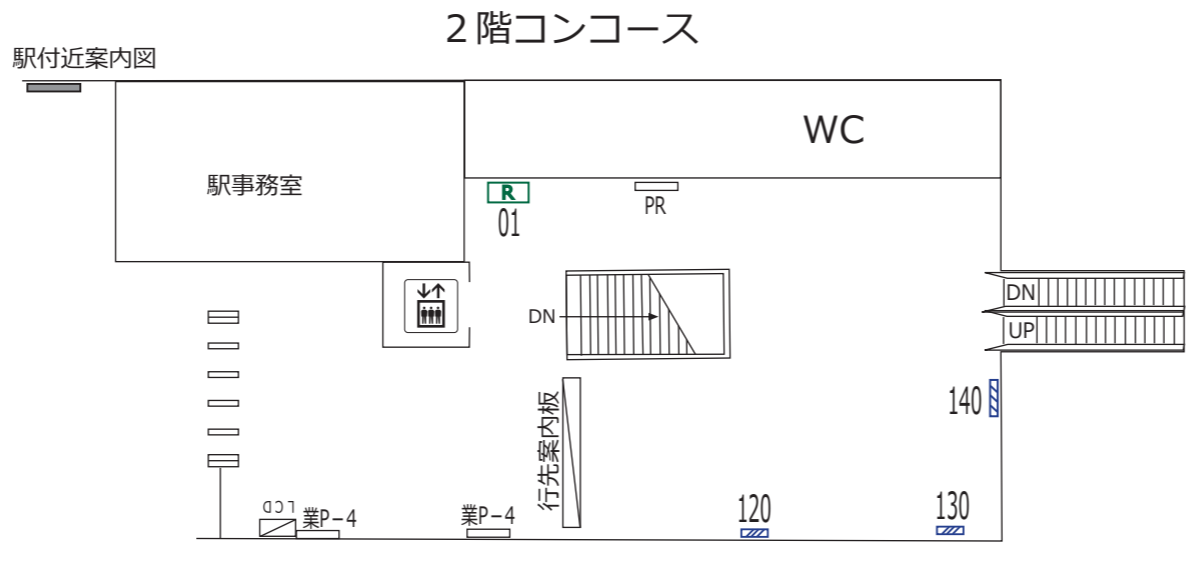 ２階コンコース
駅付近案内図
WC
駅事務室
R
01
PR
DN
DN
UP
140
行先案内板
LCD
業P-4
業P-4
120
130